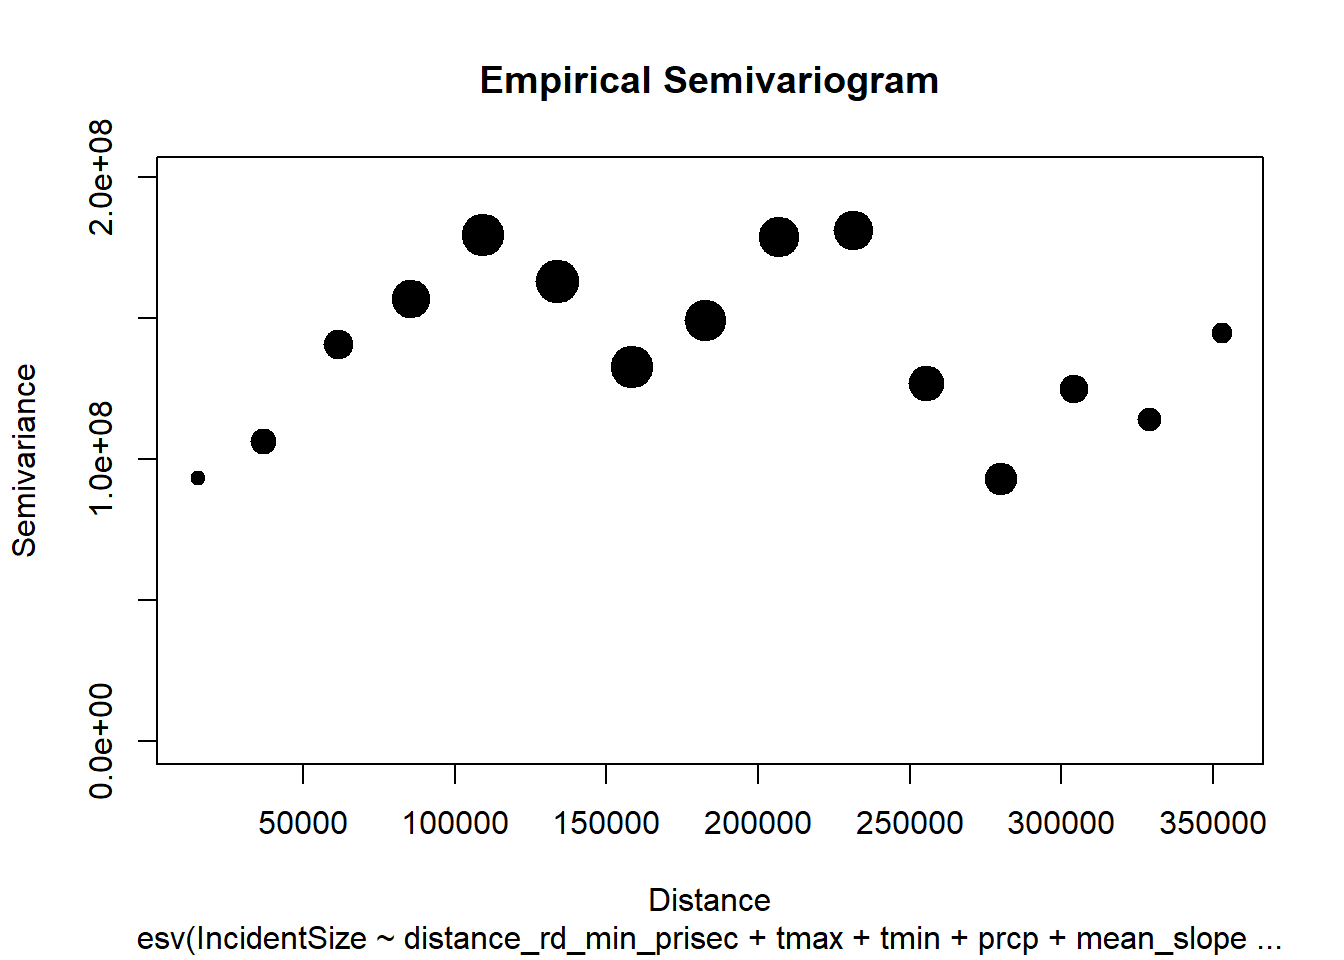 Empirical Semivariogram
Semivariance
2.0e+08
1.0e+08
0.0e+00
50000 100000 150000 200000 250000 300000 350000
Distance
esv(IncidentSize ~ distance_rd_min_prisec + tmax + tmin + prcp + mean_slope ...